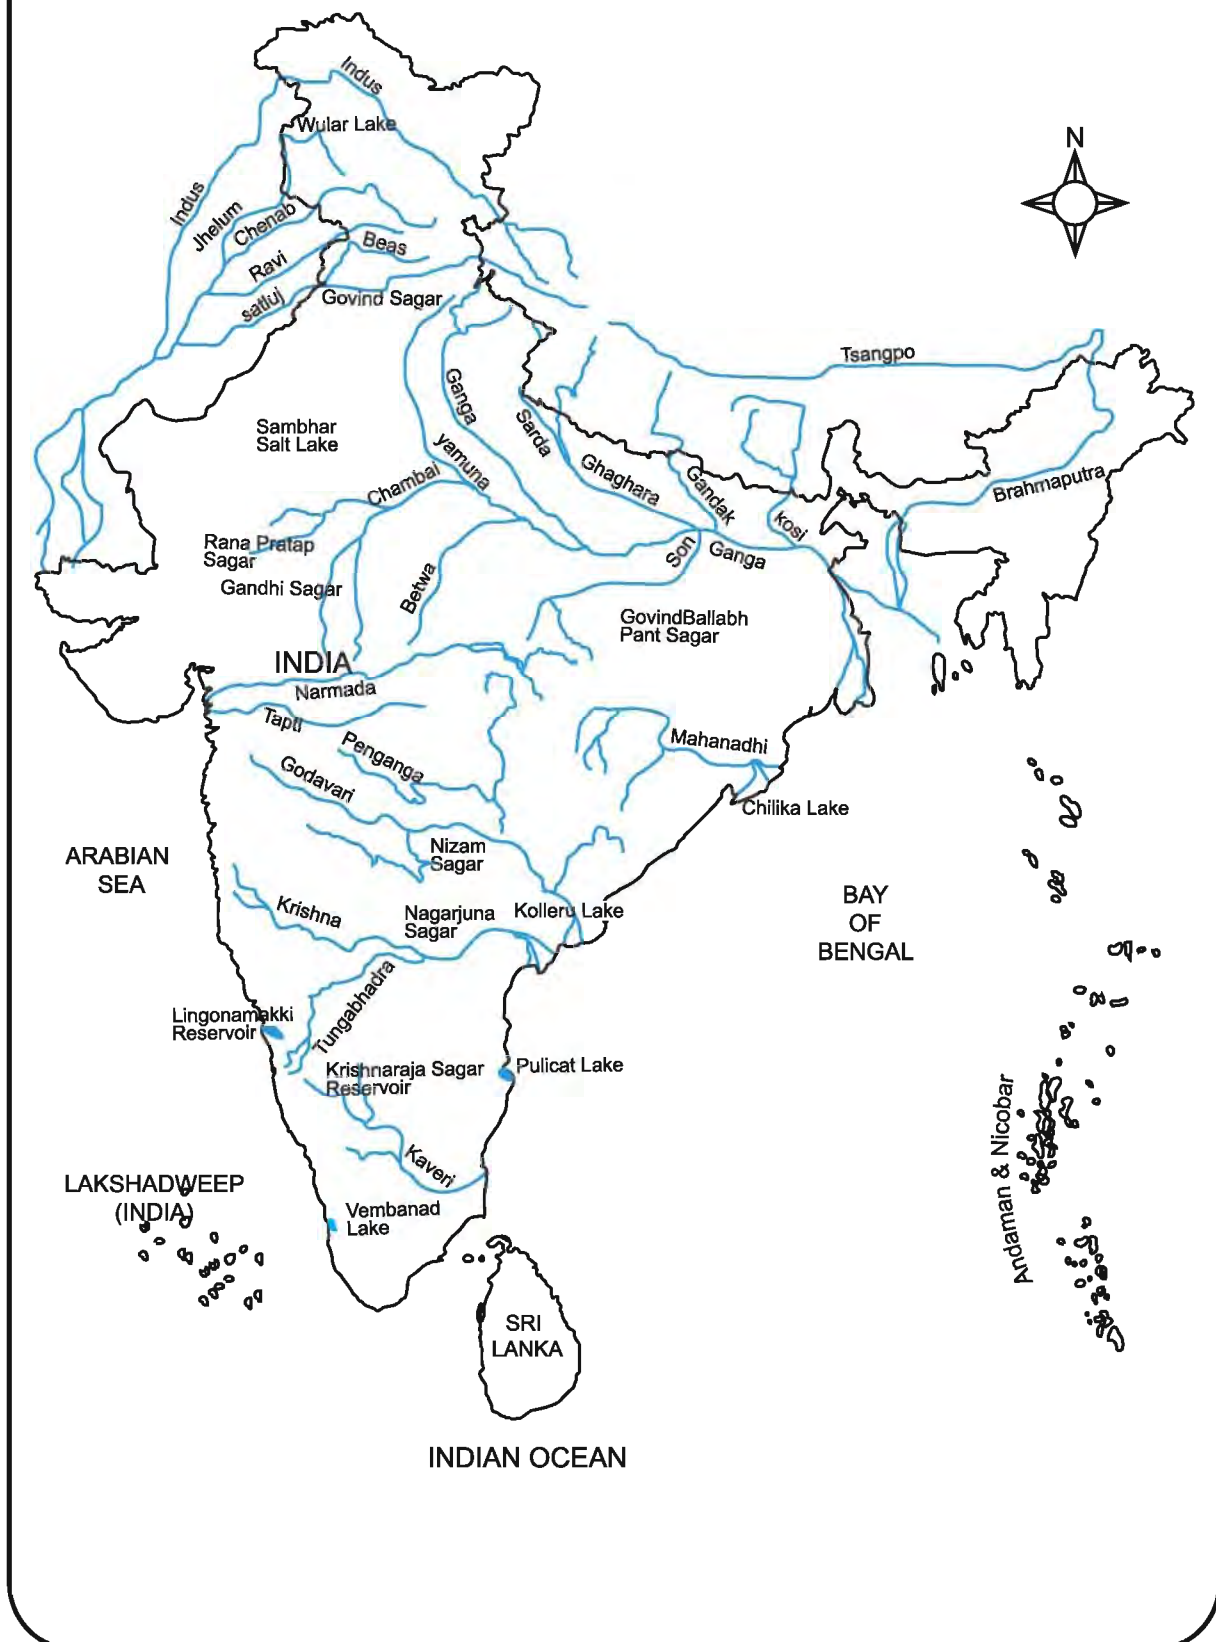 Indus
Wular Lake
N
Indus
Jhelum
Chenab
Ravi
Beas
satluj
Govind Sagar
Tsangpo
Ganga
Sambhar
Salt Lake
Sarda
yamuna
Ghaghara
Chambal
Gandak
Brahmaputra
kosi
Rana Pratap
Sagar
Son
Ganga
Gandhi Sagar
Betwa
GovindBallabh
Pant Sagar
INDIA
Narmada
Tapti
Penganga
Mahanadhi
Godavari
Chilika Lake
Nizam
Sagar
ARABIAN
SEA
BAY
OF
BENGAL
Krishna
Nagarjuna
Sagar
Kolleru Lake
Tungabhadra
Lingonamakki
Reservoir
Krishnaraja Sagar
Reservoir
Pulicat Lake
Andaman & Nicobar
Kaveri
LAKSHADWEEP
(INDIA)
Vembanad
Lake
SRI
LANKA
INDIAN OCEAN